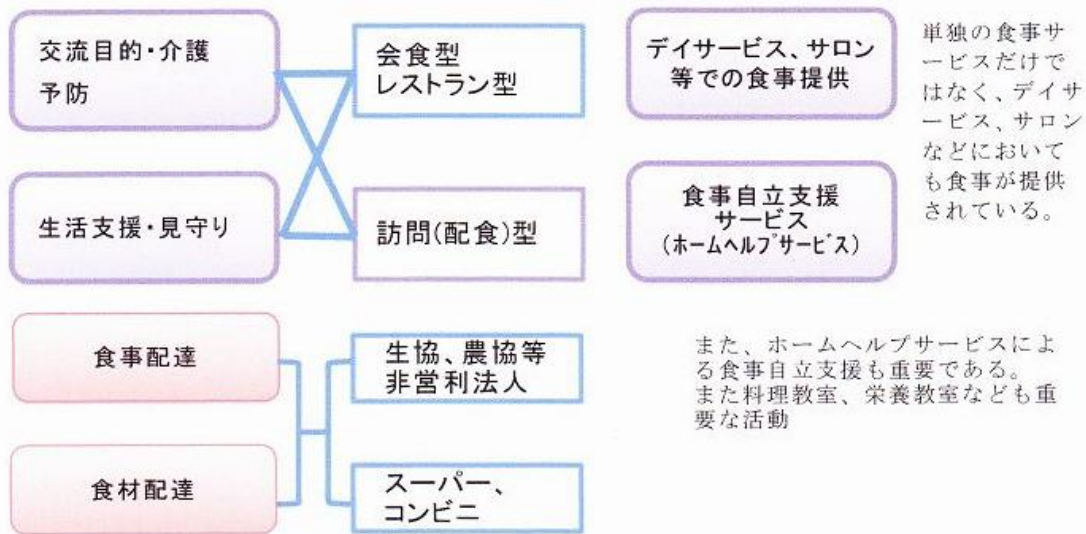 交流目的・介護
予防
会食型
レストラン型
デイサービス、サロン
等での食事提供
単独の食事サ
ービスだけで
はなく、デイサ
ービス、サロン
などにおいて
も食事が提供
されている。
生活支援・見守り
訪問(配食)型
食事自立支援
サービス
(ホームヘルプサービス)
食事配達
生協、農協等
非営利法人
また、ホームヘルプサービスによ
る食事自立支援も重要である。
また料理教室、栄養教室なども重
要な活動
食材配達
スーパー、
コンビニ